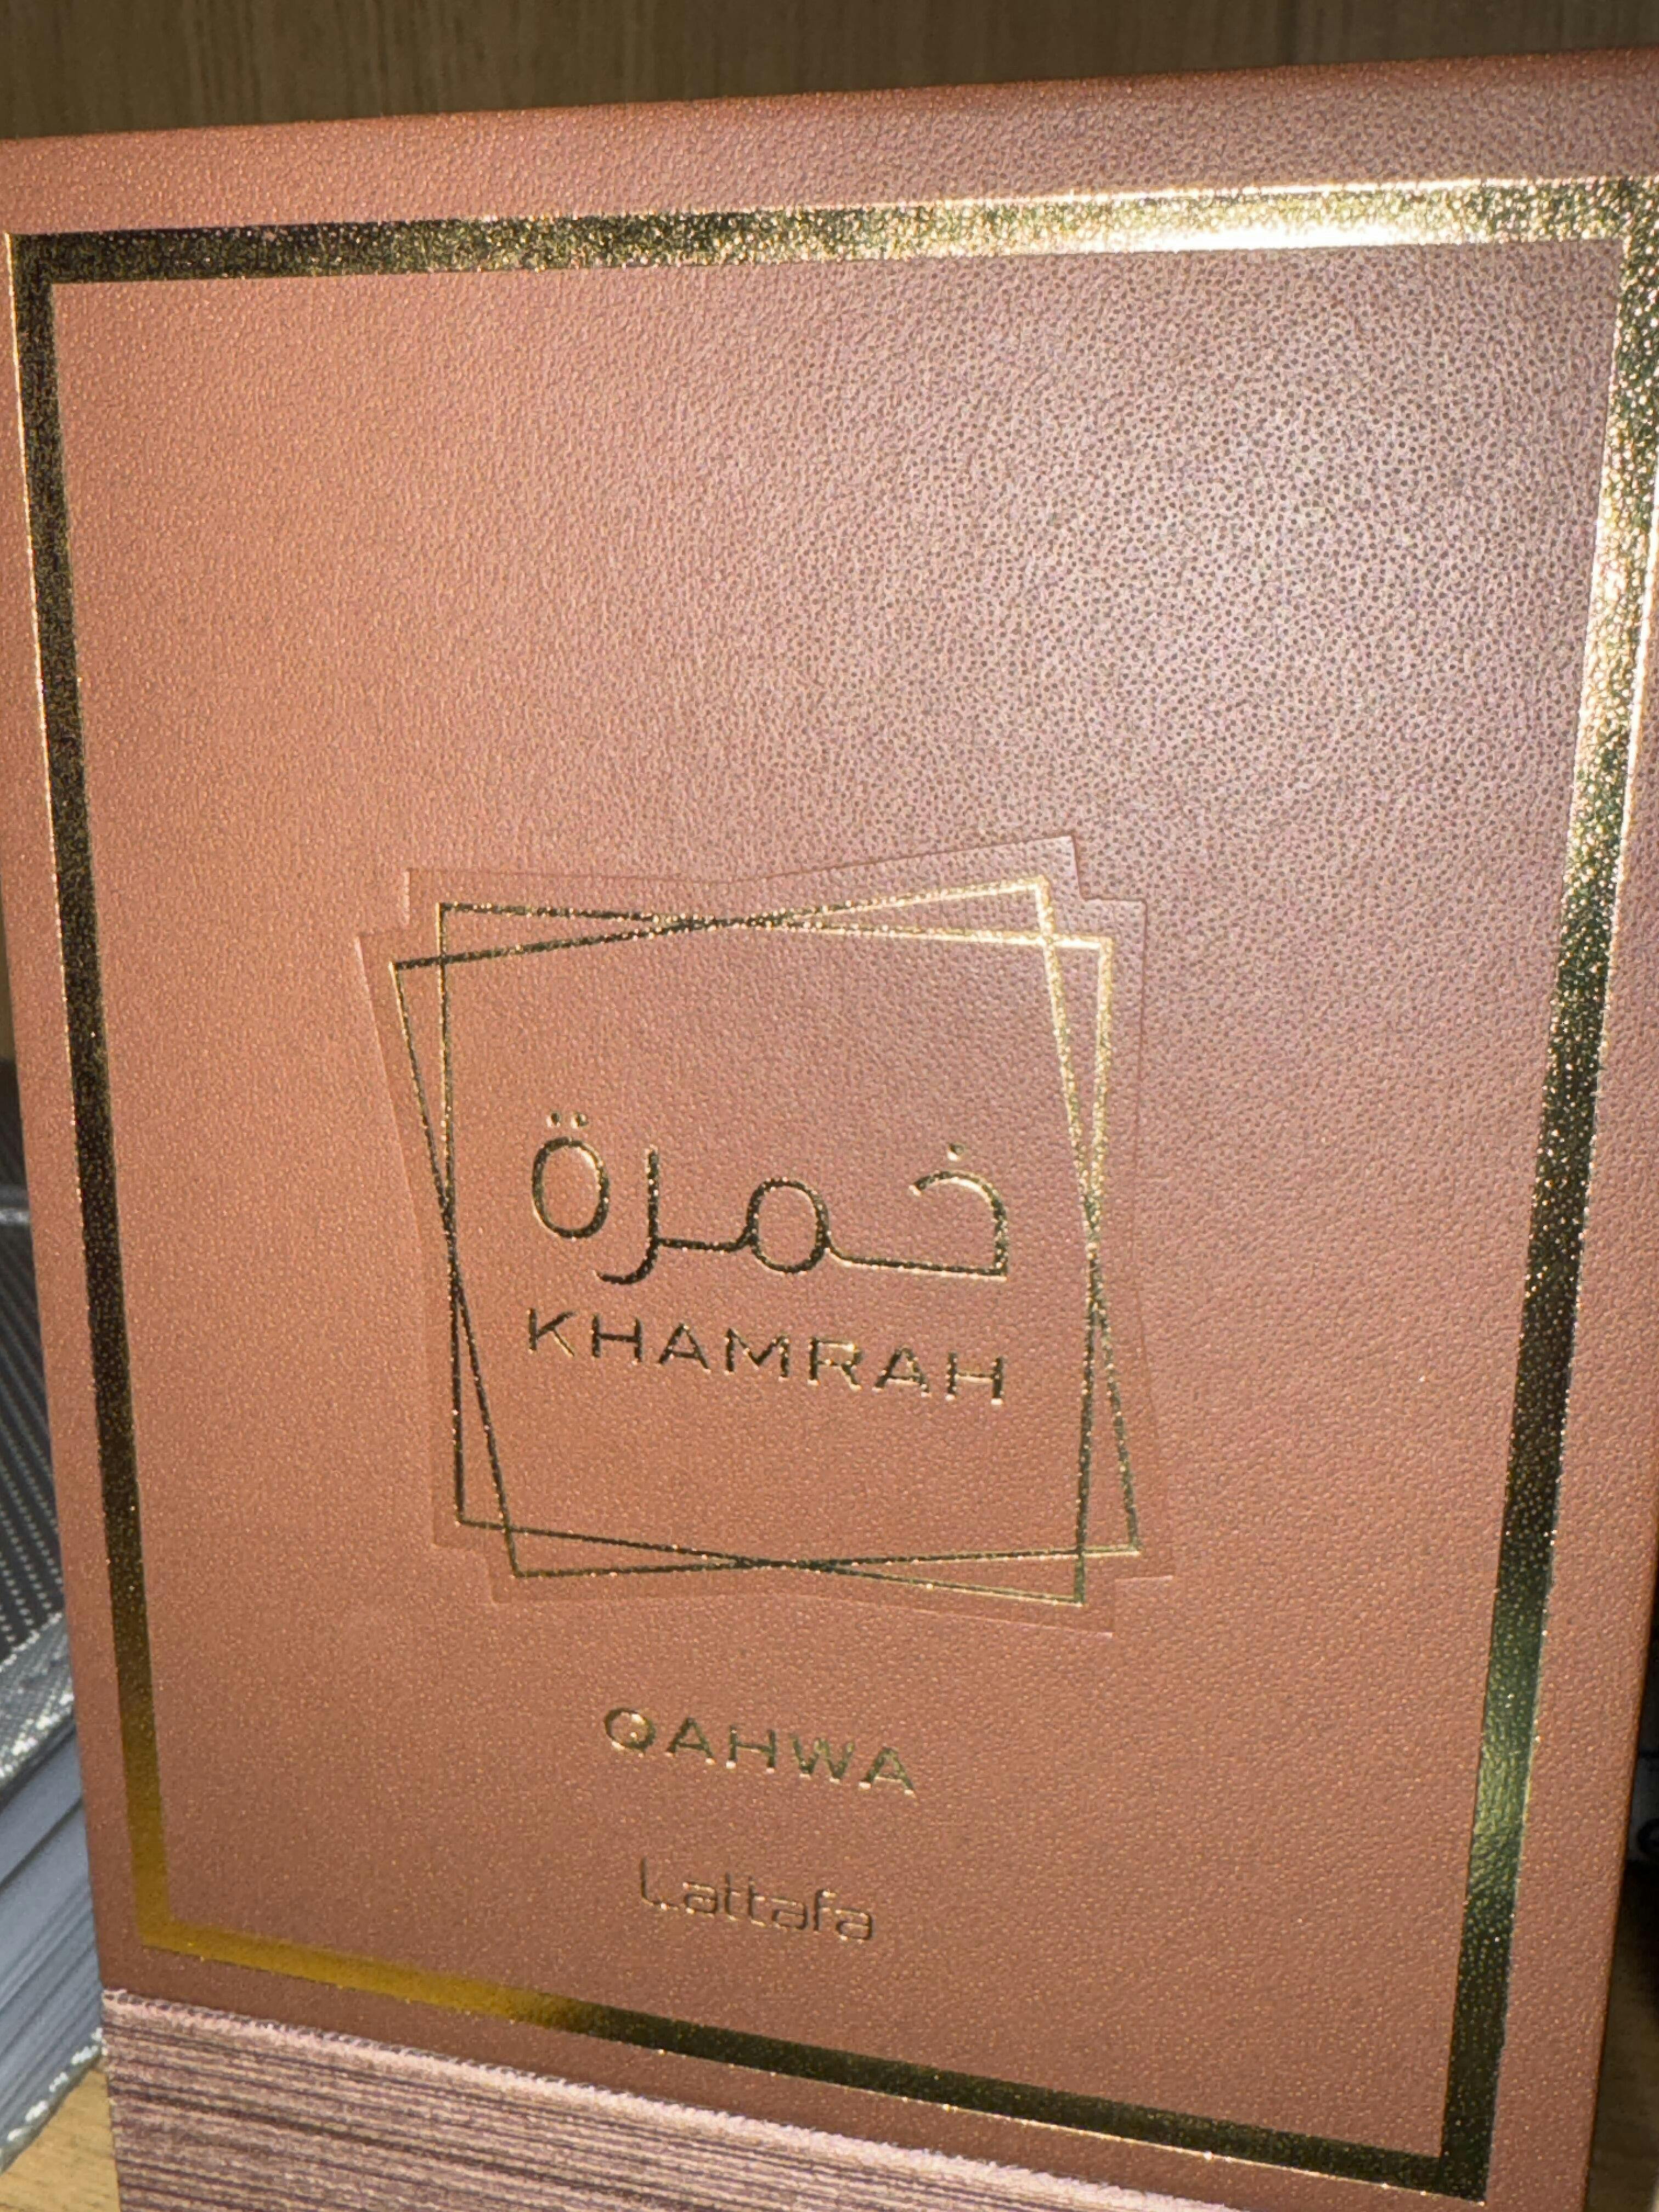 خمرة
KHAMRAH
QAHWA
Lattafa